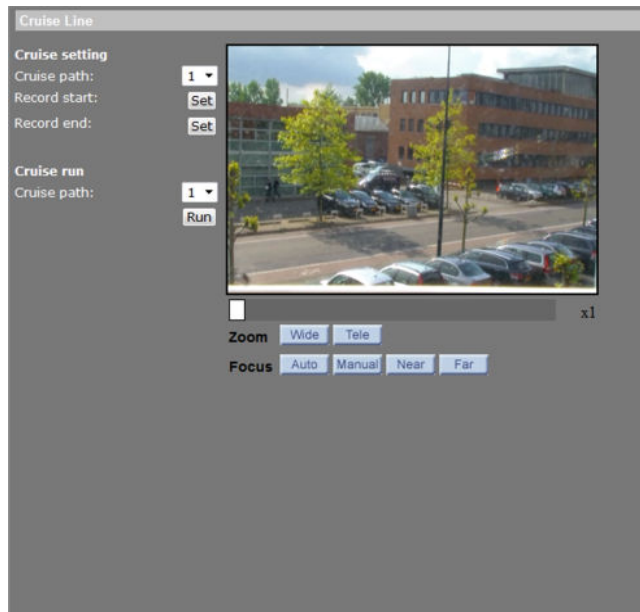 Cruise Line
Cruise setting
Cruise path: 1
Record start: Set
Record end: Set
Cruise run
Cruise path: 1
Run
x1
Zoom Wide Tele
Focus Auto Manual Near Far